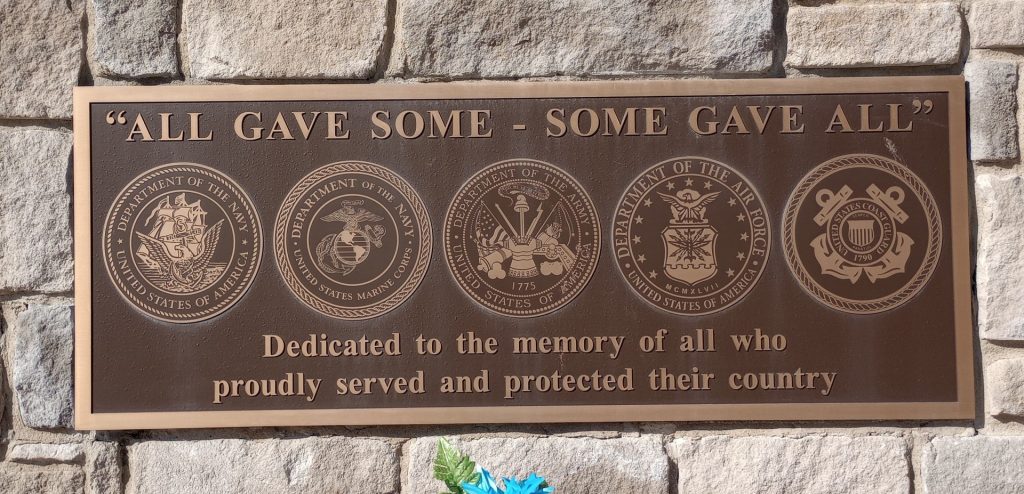 “ALL GAVE SOME - SOME GAVE ALL”
DEPARTMENT OF THE NAVY
UNITED STATES OF AMERICA
DEPARTMENT OF THE NAVY
UNITED STATES MARINE CORPS
DEPARTMENT OF THE ARMY
1775
UNITED STATES OF AMERICA
DEPARTMENT OF THE AIR FORCE
MCMXLVII
UNITED STATES OF AMERICA
UNITED STATES COAST GUARD
1790
Dedicated to the memory of all who
proudly served and protected their country